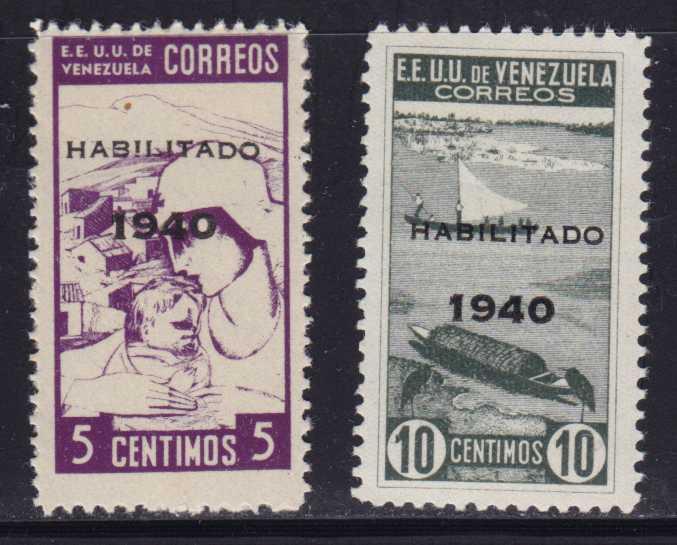 E.E. U.U. DE
VENEZUELA CORREOS
HABILITADO
1940
5 CENTIMOS 5
E.E.U.U. DE VENEZUELA
CORREOS
HABILITADO
1940
10 CENTIMOS 10